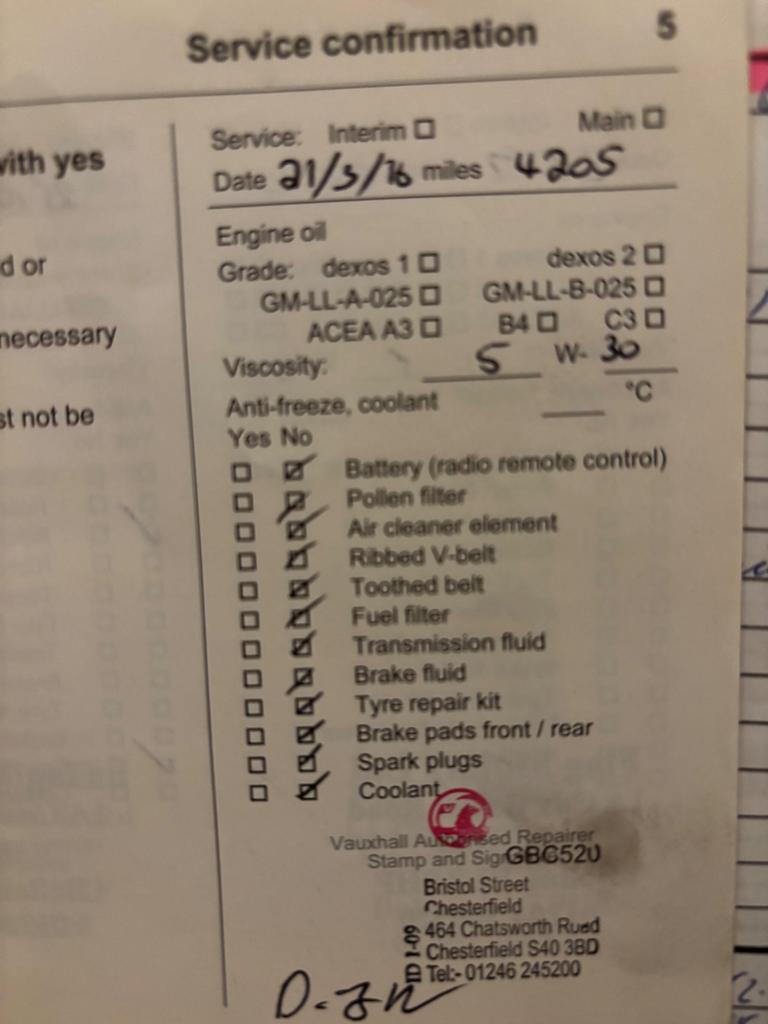 Service confirmation 5
with yes
d or
necessary
st not be
Service: Interim ☐ Main ☐
Date 21/3/16 miles 4205
Engine oil
Grade: dexos 1 ☐ dexos 2 ☐
GM-LL-A-025 ☐ GM-LL-B-025 ☐
ACEA A3 ☐ B4 ☐ C3 ☐
Viscosity: 5 W- 30
Anti-freeze, coolant ____ °C
Yes No
☐ ☑ Battery (radio remote control)
☐ ☑ Pollen filter
☐ ☑ Air cleaner element
☐ ☑ Ribbed V-belt
☐ ☑ Toothed belt
☐ ☑ Fuel filter
☐ ☑ Transmission fluid
☐ ☑ Brake fluid
☐ ☑ Tyre repair kit
☐ ☑ Brake pads front / rear
☐ ☑ Spark plugs
☐ ☑ Coolant
Vauxhall Authorised Repairer
Stamp and Sign GBC520
Bristol Street
Chesterfield
464 Chatsworth Road
Chesterfield S40 3BD
Tel:- 01246 245200